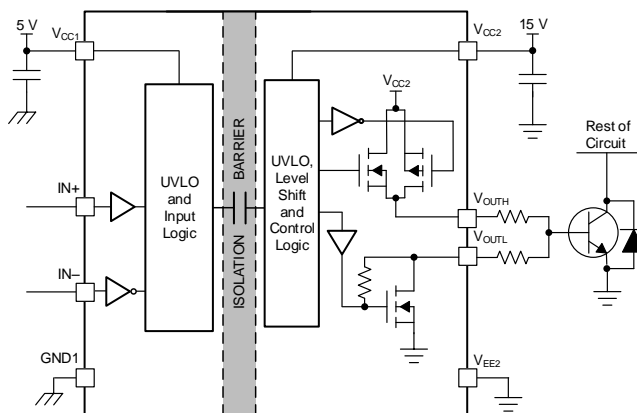 5 V
VCC1
VCC2
15 V
VCC2
Rest of
Circuit
UVLO
and
Input
Logic
ISOLATION BARRIER
UVLO,
Level
Shift
and
Control
Logic
IN+
VOUTH
VOUTL
IN–
GND1
VEE2